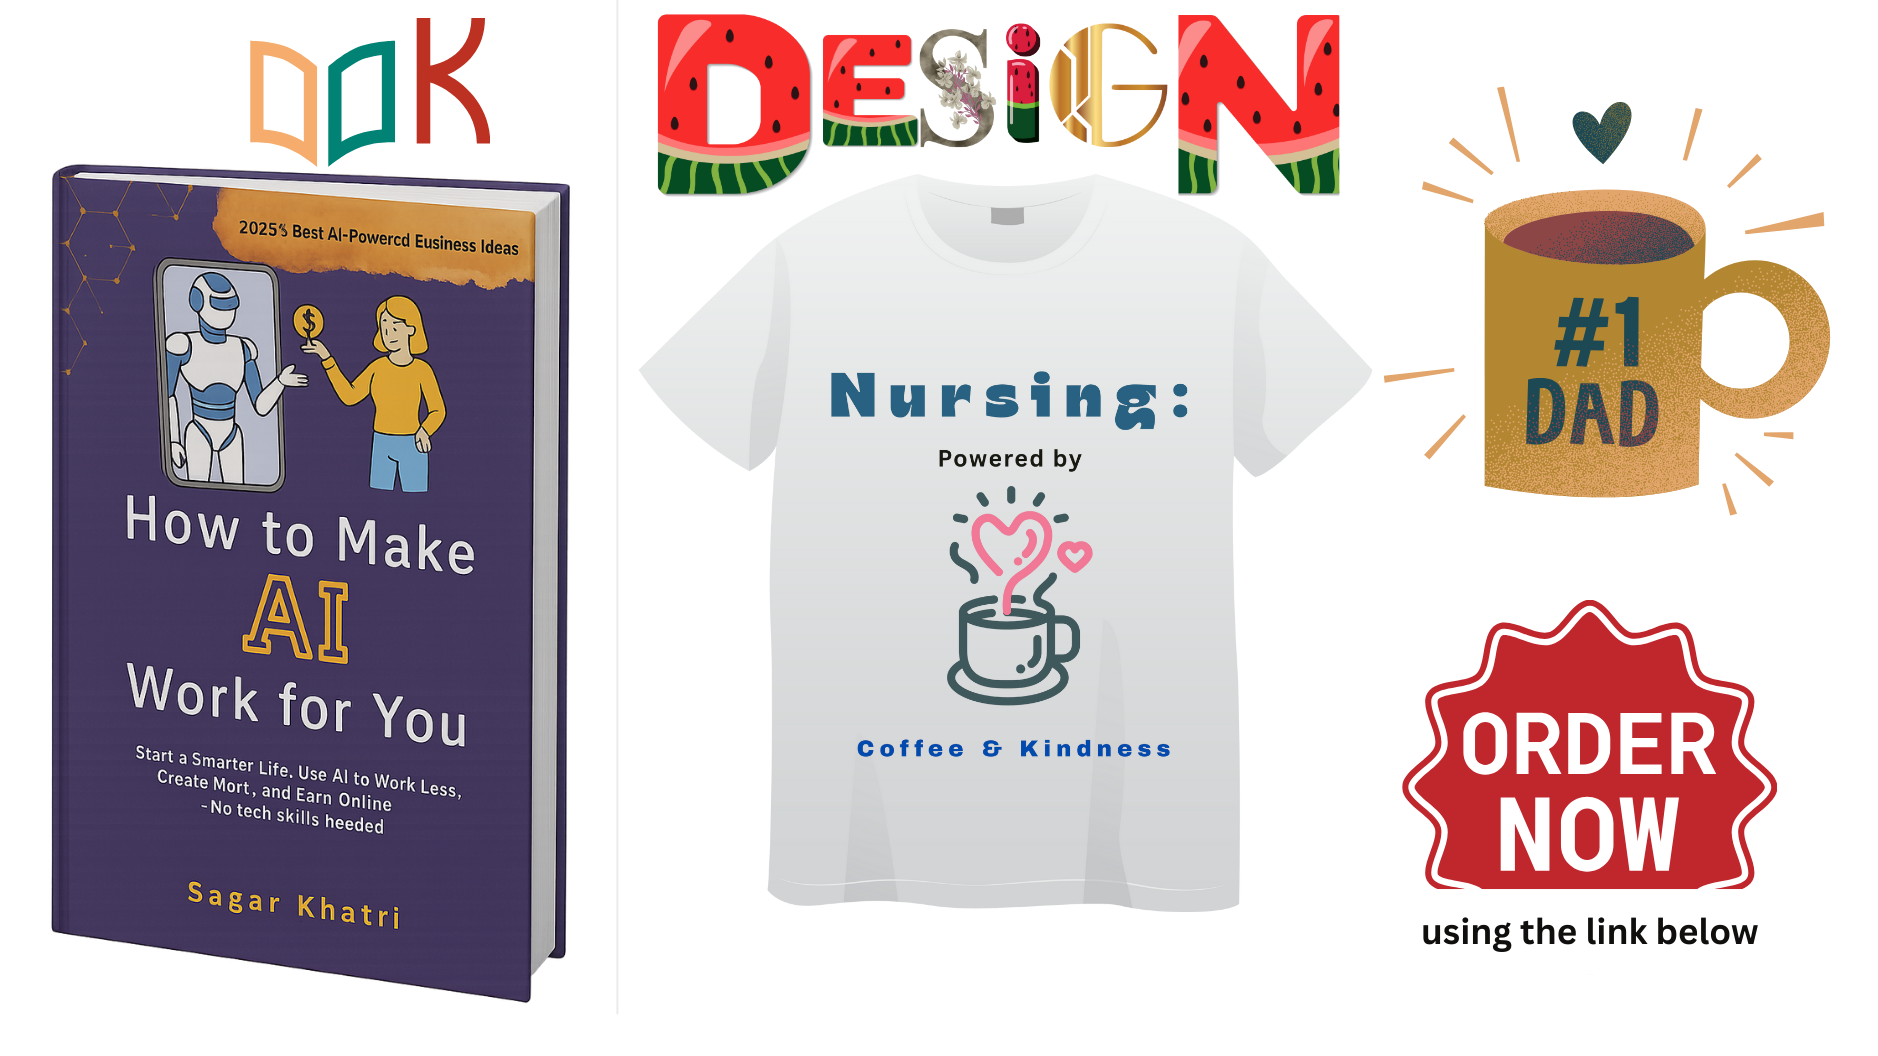 OOK
2025's Best AI-Powercd Eusiness Ideas
$
How to Make
AI
Work for You
Start a Smarter Life. Use AI to Work Less,
Create Mort, and Earn Online
-No tech skills heeded
Sagar Khatri
DESiGN
Nursing:
Powered by
Coffee & Kindness
#1
DAD
ORDER
NOW
using the link below